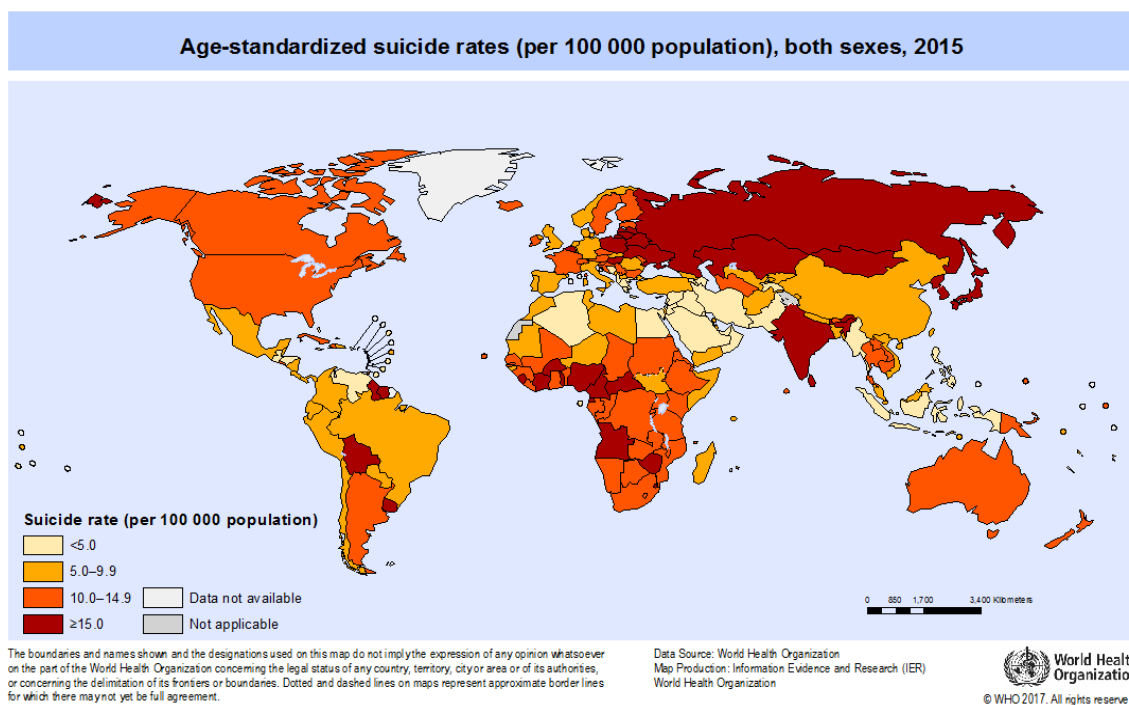 Age-standardized suicide rates (per 100 000 population), both sexes, 2015
Suicide rate (per 100 000 population)
<5.0
5.0–9.9
10.0–14.9
≥15.0
Data not available
Not applicable
0 850 1,700 3,400 Kilometers
The boundaries and names shown and the designations used on this map do not imply the expression of any opinion whatsoever
on the part of the World Health Organization concerning the legal status of any country, territory, city or area or of its authorities,
or concerning the delimitation of its frontiers or boundaries. Dotted and dashed lines on maps represent approximate border lines
for which there may not yet be full agreement.
Data Source: World Health Organization
Map Production: Information Evidence and Research (IER)
World Health Organization
World Healt
Organizatio
© WHO 2017. All rights reserve